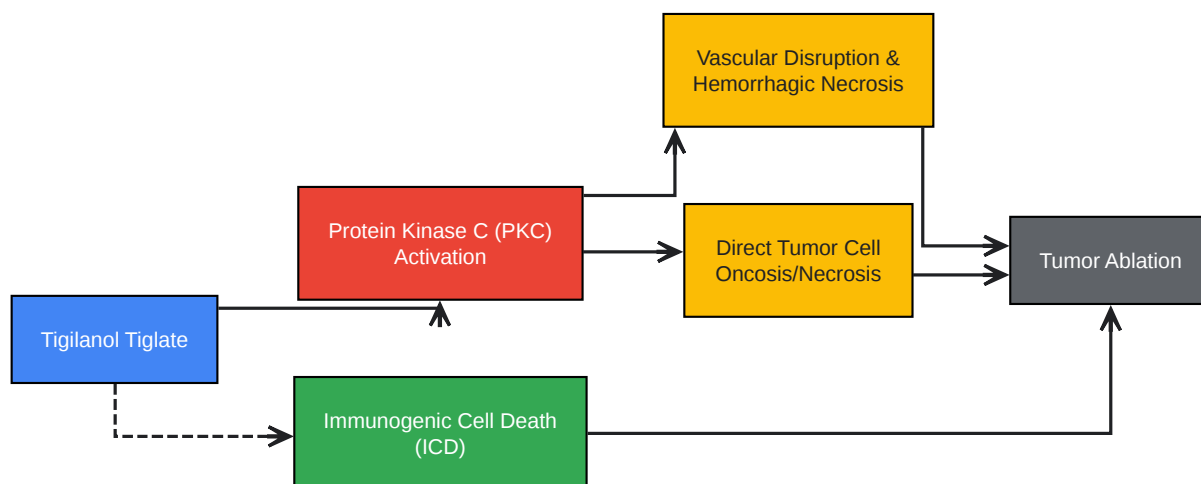 Vascular Disruption &
Hemorrhagic Necrosis
Protein Kinase C (PKC)
Activation
Direct Tumor Cell
Oncosis/Necrosis
Tumor Ablation
Tigilanol Tiglate
Immunogenic Cell Death
(ICD)